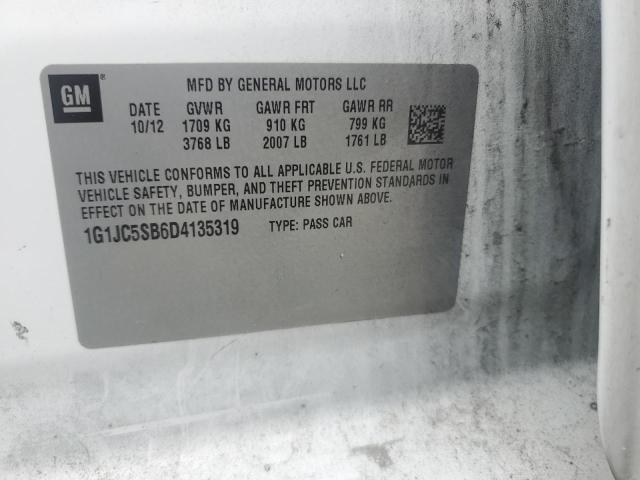 GM ®
MFD BY GENERAL MOTORS LLC
DATE GVWR GAWR FRT GAWR RR
10/12 1709 KG 910 KG 799 KG
3768 LB 2007 LB 1761 LB
THIS VEHICLE CONFORMS TO ALL APPLICABLE U.S. FEDERAL MOTOR
VEHICLE SAFETY, BUMPER, AND THEFT PREVENTION STANDARDS IN
EFFECT ON THE DATE OF MANUFACTURE SHOWN ABOVE.
1G1JC5SB6D4135319 TYPE: PASS CAR